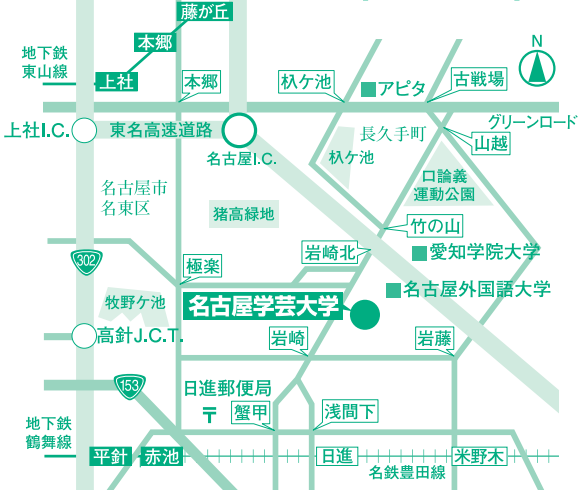 藤が丘
本郷
地下鉄
東山線
上社
本郷
杁ケ池
アピタ
古戦場
N
グリーンロード
上社I.C.
東名高速道路
名古屋I.C.
長久手町
杁ケ池
山越
口論義
運動公園
名古屋市
名東区
猪高緑地
竹の山
岩崎北
愛知学院大学
302
極楽
名古屋外国語大学
牧野ケ池
名古屋学芸大学
高針J.C.T.
岩崎
岩藤
153
日進郵便局
〒
蟹甲
浅間下
地下鉄
鶴舞線
平針
赤池
日進
米野木
名鉄豊田線